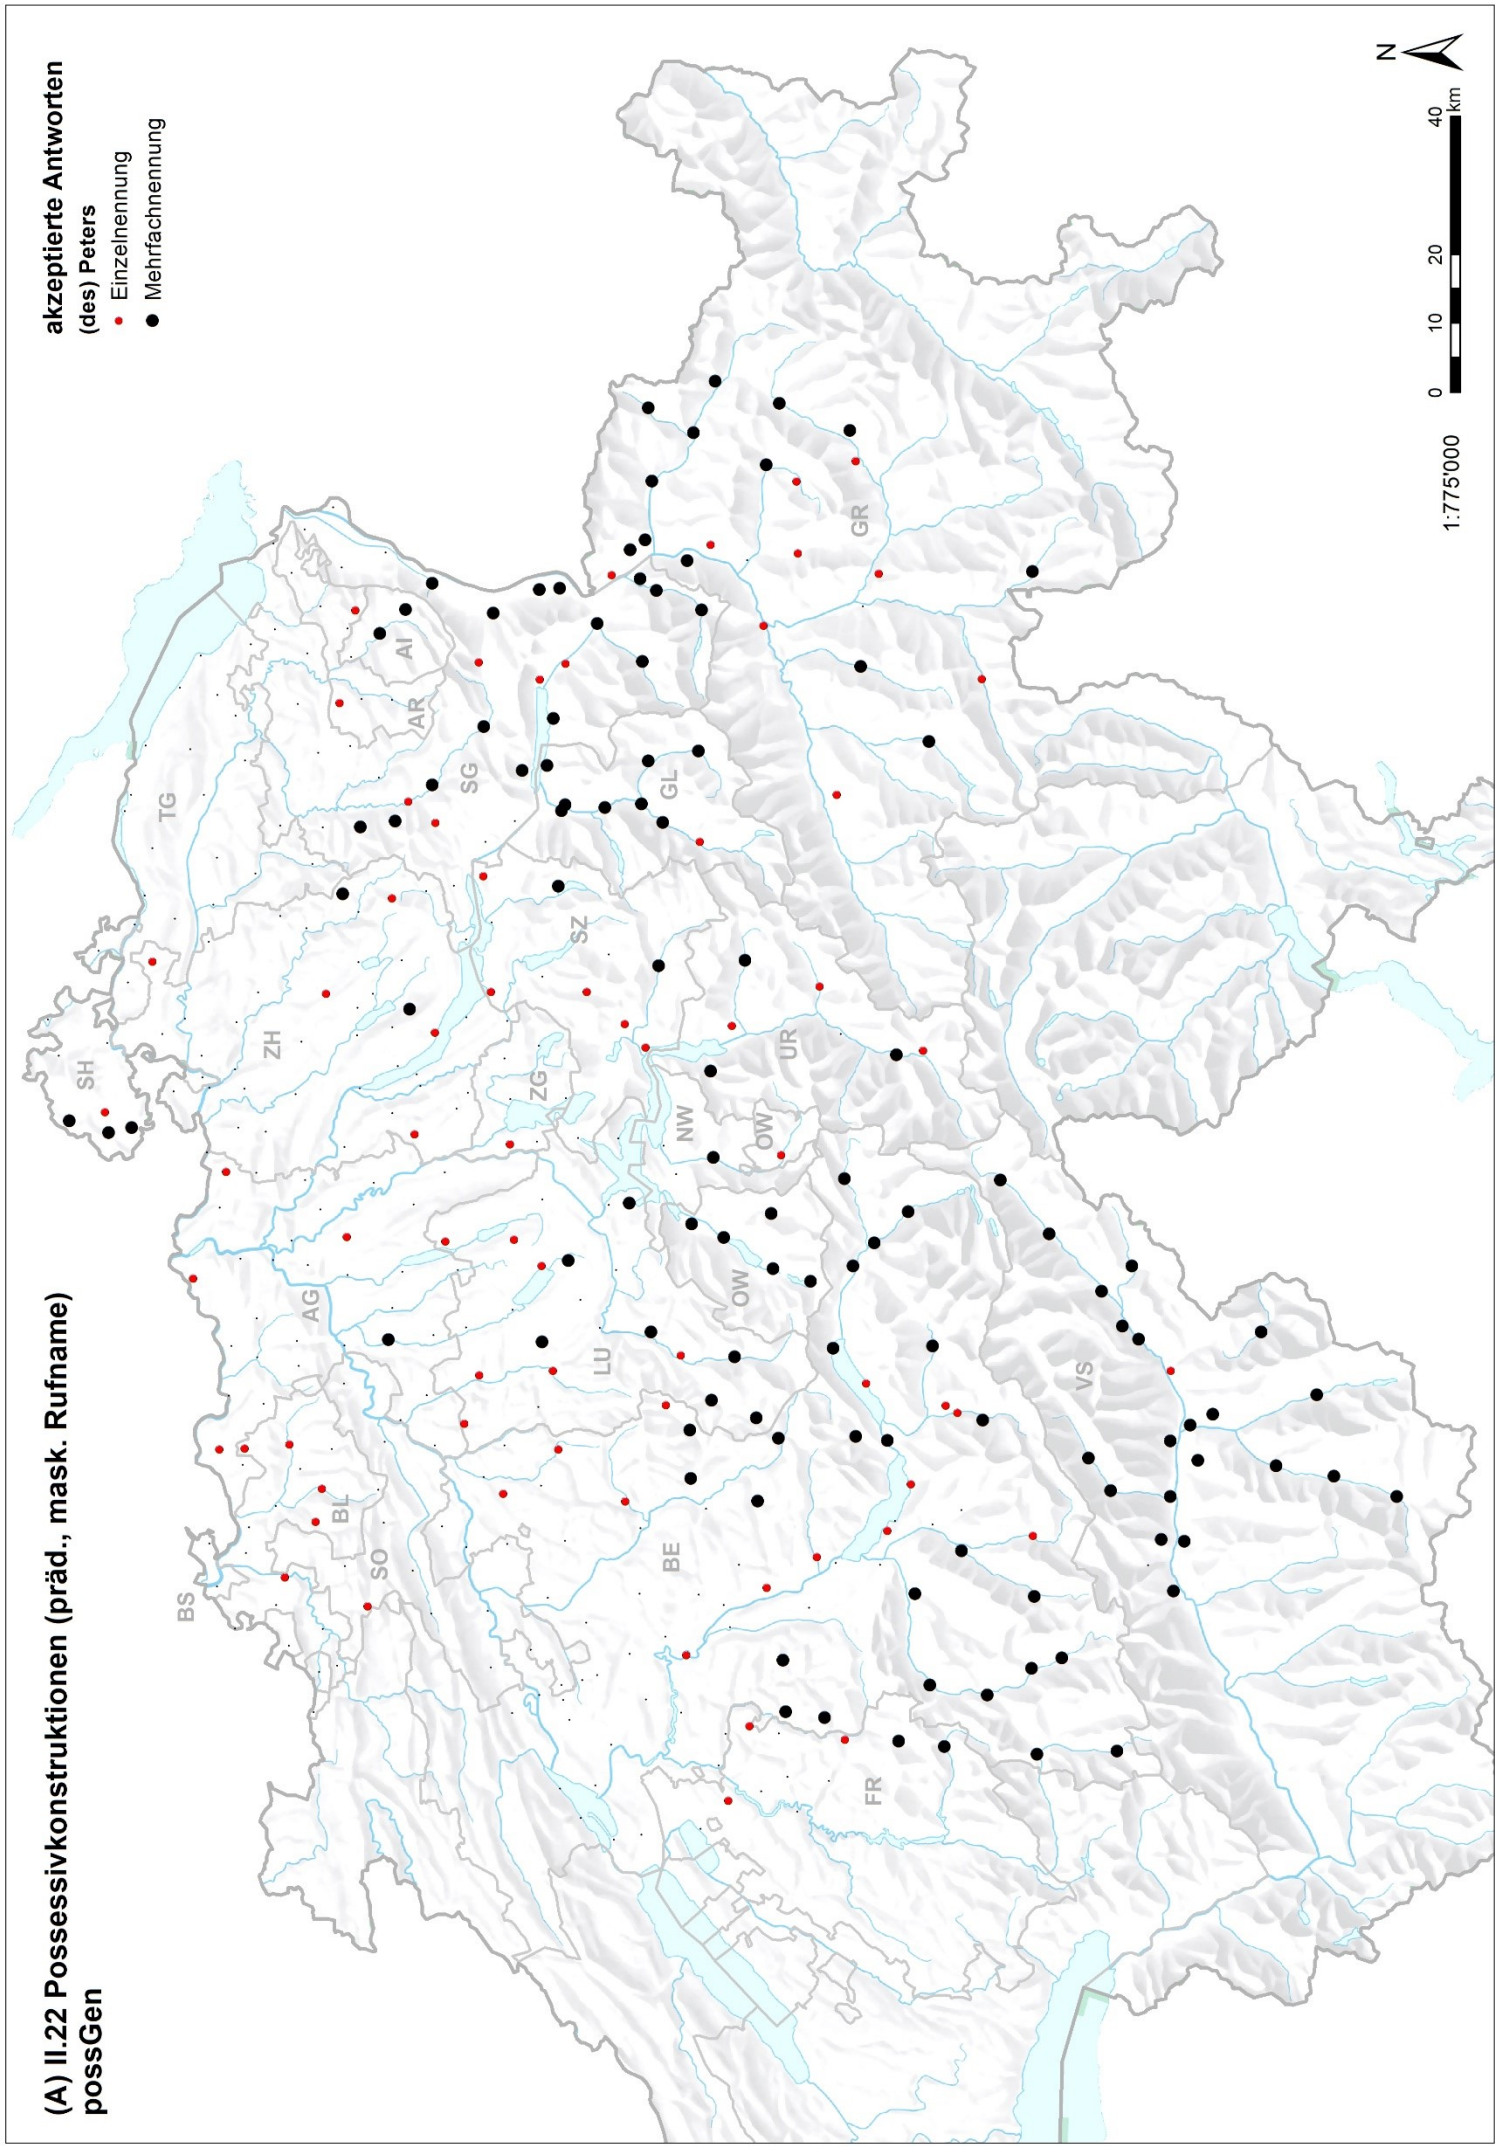 (A) II.22 Possessivkonstruktionen (präd., mask. Rufname)
possGen
akzeptierte Antworten
(des) Peters
Einzelnennung
Mehrfachnennung
SH
TG
BS
BL
AG
ZH
SO
AR
AI
SG
ZG
SZ
LU
GL
BE
NW
OW
OW
UR
GR
FR
VS
N
0 10 20 40
km
1:775'000